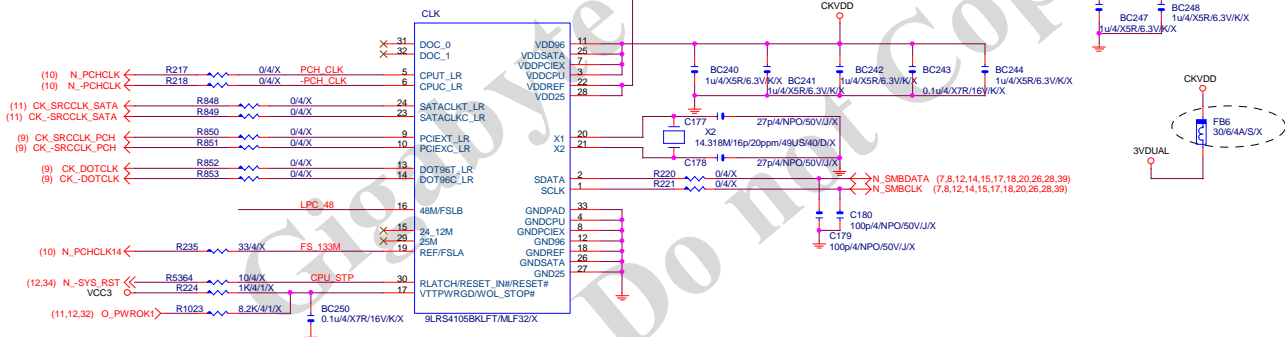 CLK
CKVDD
BC247
1u/4/X5R/6.3V/K/X
BC248
1u/4/X5R/6.3V/K/X
31 DOC_0
32 DOC_1
(10) N_PCHCLK R217 0/4/X PCH_CLK 5 CPUT_LR
(10) N_-PCHCLK R218 0/4/X -PCH_CLK 6 CPUC_LR
(11) CK_SRCCLK_SATA R848 0/4/X 24 SATACLKT_LR
(11) CK_-SRCCLK_SATA R849 0/4/X 23 SATACLKC_LR
(9) CK_SRCCLK_PCH R850 0/4/X 9 PCIEXT_LR
(9) CK_-SRCCLK_PCH R851 0/4/X 10 PCIEXC_LR
(9) CK_DOTCLK R852 0/4/X 13 DOT96T_LR
(9) CK_-DOTCLK R853 0/4/X 14 DOT96C_LR
LPC_48 16 48M/FSLB
15 24_12M
29 25M
(10) N_PCHCLK14 R235 33/4/X FS_133M 19 REF/FSLA
(12,34) N_-SYS_RST R5364 10/4/X CPU_STP 30 RLATCH/RESET_IN#/RESET#
VCC3 R224 1K/4/1/X 17 VTTPWRGD/WOL_STOP#
(11,12,32) O_PWROK1 R1023 8.2K/4/1/X
BC250
0.1u/4/X7R/16V/K/X
9LRS4105BKLFT/MLF32/X
VDD96 11
VDDSATA 25
VDDPCIEX 7
VDDCPU 3
VDDREF 22
VDD25 28
BC240
1u/4/X5R/6.3V/K/X
BC241
1u/4/X5R/6.3V/K/X
BC242
1u/4/X5R/6.3V/K/X
BC243
0.1u/4/X7R/16V/K/X
BC244
1u/4/X5R/6.3V/K/X
X1 20
X2 21
C177 27p/4/NPO/50V/J/X
X2
14.318M/16p/20ppm/49US/40/D/X
C178 27p/4/NPO/50V/J/X
SDATA 2 R220 0/4/X N_SMBDATA (7,8,12,14,15,17,18,20,26,28,39)
SCLK 1 R221 0/4/X N_SMBCLK (7,8,12,14,15,17,18,20,26,28,39)
C180
100p/4/NPO/50V/J/X
C179
100p/4/NPO/50V/J/X
GNDPAD 33
GNDCPU 4
GNDPCIEX 8
GND96 12
GNDREF 18
GNDSATA 26
GND25 27
CKVDD
FB6
30/6/4A/S/X
3VDUAL
Gigabyte
Do not Cop